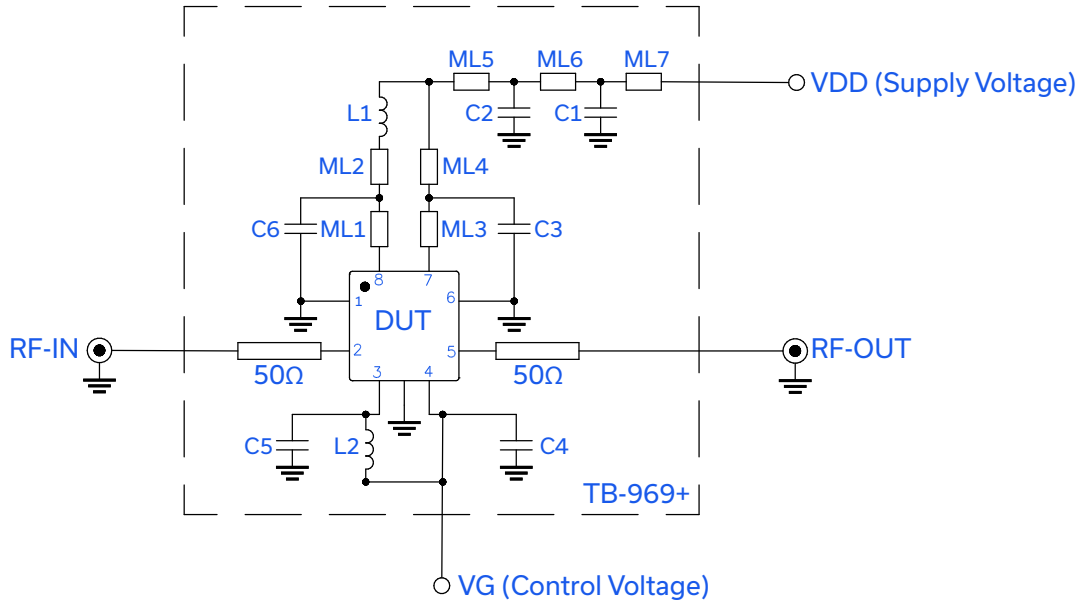 ML5
ML6
ML7
VDD (Supply Voltage)
L1
C2
C1
ML2
ML4
C6
ML1
ML3
C3
8
7
1
6
DUT
RF-IN
2
5
RF-OUT
50Ω
50Ω
3
4
C5
L2
C4
TB-969+
VG (Control Voltage)